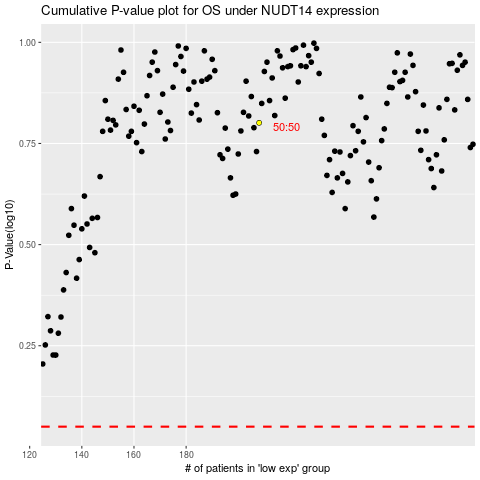 Cumulative P-value plot for OS under NUDT14 expression
1.00
0.75
0.50
0.25
P-Value(log10)
50:50
120 140 160 180
# of patients in 'low exp' group